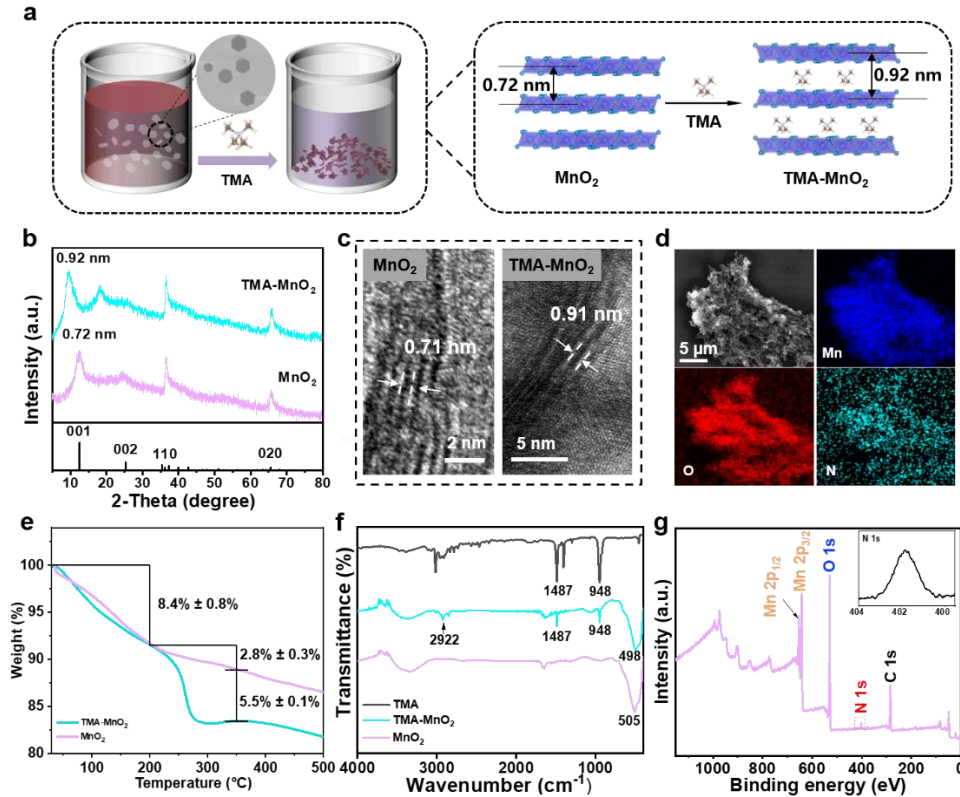 a
0.72 nm
TMA
0.92 nm
TMA
MnO2
TMA-MnO2
b
0.92 nm
TMA-MnO2
0.72 nm
MnO2
001
002
110
020
10 20 30 40 50 60 70 80
2-Theta (degree)
Intensity (a.u.)
c
MnO2
TMA-MnO2
0.71 nm
0.91 nm
2 nm
5 nm
d
5 µm
Mn
O
N
e
100
95
90
85
80
8.4% ± 0.8%
2.8% ± 0.3%
5.5% ± 0.1%
TMA-MnO2
MnO2
100 200 300 400 500
Temperature (°C)
Weight (%)
f
1487
948
2922
1487
948
498
505
TMA
TMA-MnO2
MnO2
4000 3000 2000 1000 400
Wavenumber (cm-1)
Transmittance (%)
g
Mn 2p1/2
Mn 2p3/2
O 1s
N 1s
404 402 400
N 1s
C 1s
1000 800 600 400 200 0
Binding energy (eV)
Intensity (a.u.)